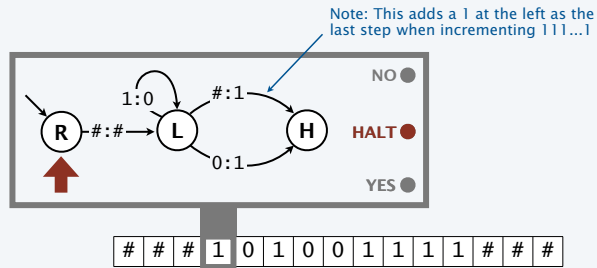 Note: This adds a 1 at the left as the
last step when incrementing 111...1
NO
1:0
#:1
R
#:#
L
H
HALT
0:1
YES
# # # 1 0 1 0 0 1 1 1 1 # # #